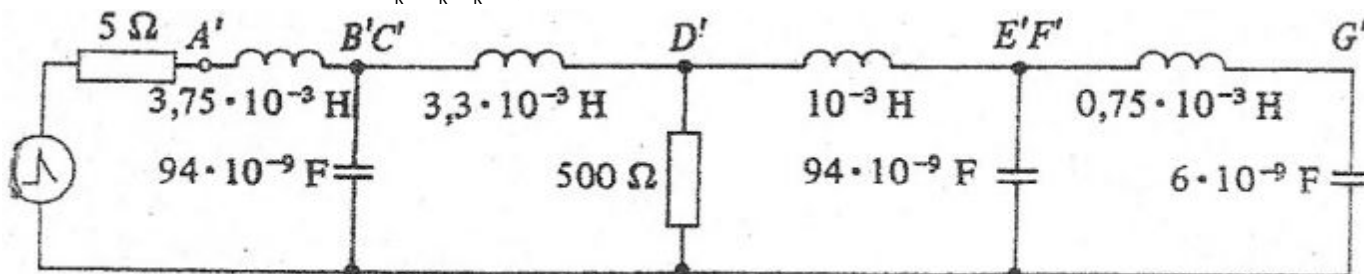 5 Ω A' B'C' D' E'F' G'
3,75·10⁻³ H 3,3·10⁻³ H 10⁻³ H 0,75·10⁻³ H
94·10⁻⁹ F 500 Ω 94·10⁻⁹ F 6·10⁻⁹ F